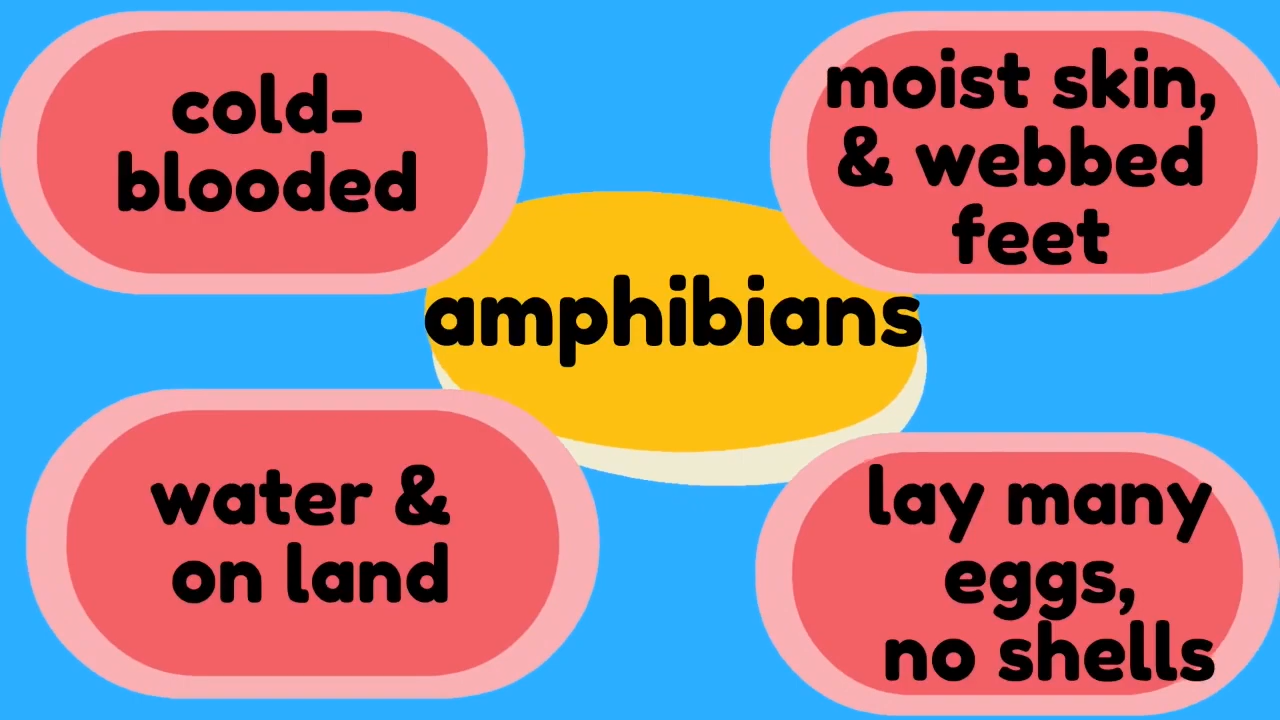 cold-
blooded
moist skin,
& webbed
feet
amphibians
water &
on land
lay many
eggs,
no shells